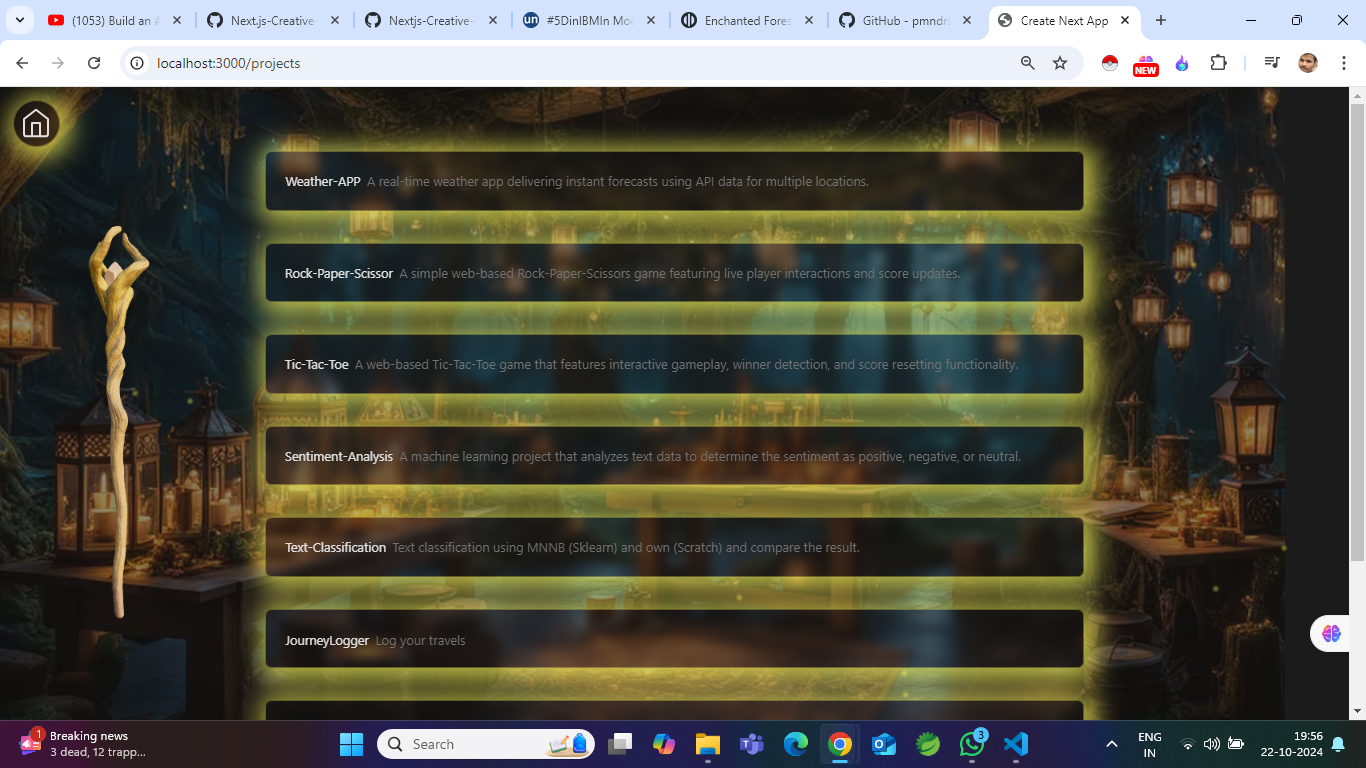 (1053) Build an A
Next.js-Creative-
Nextjs-Creative-
#5DinIBMIn Mod
Enchanted Fores
GitHub - pmndr
Create Next App
localhost:3000/projects
NEW
Weather-APP A real-time weather app delivering instant forecasts using API data for multiple locations.
Rock-Paper-Scissor A simple web-based Rock-Paper-Scissors game featuring live player interactions and score updates.
Tic-Tac-Toe A web-based Tic-Tac-Toe game that features interactive gameplay, winner detection, and score resetting functionality.
Sentiment-Analysis A machine learning project that analyzes text data to determine the sentiment as positive, negative, or neutral.
Text-Classification Text classification using MNNB (Sklearn) and own (Scratch) and compare the result.
JourneyLogger Log your travels
1
Breaking news
3 dead, 12 trapp...
Search
3
ENG
IN
19:56
22-10-2024